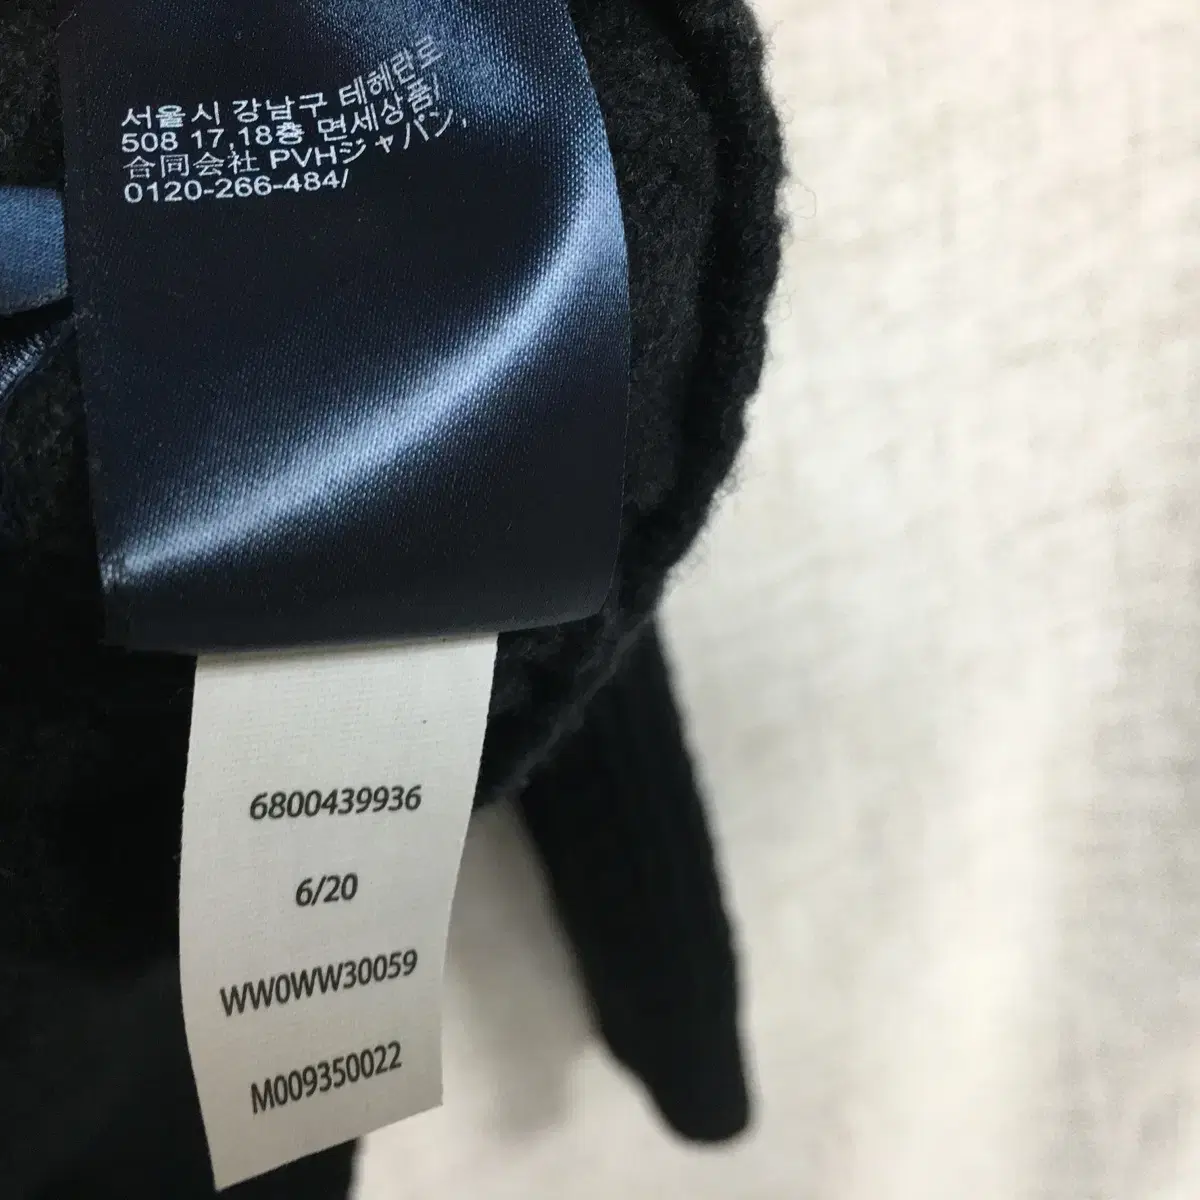 서울시 강남구 테헤란로
508 17,18층 면세상품/
合同会社 PVHジャパン,
0120-266-484/
6800439936
6/20
WW0WW30059
M009350022